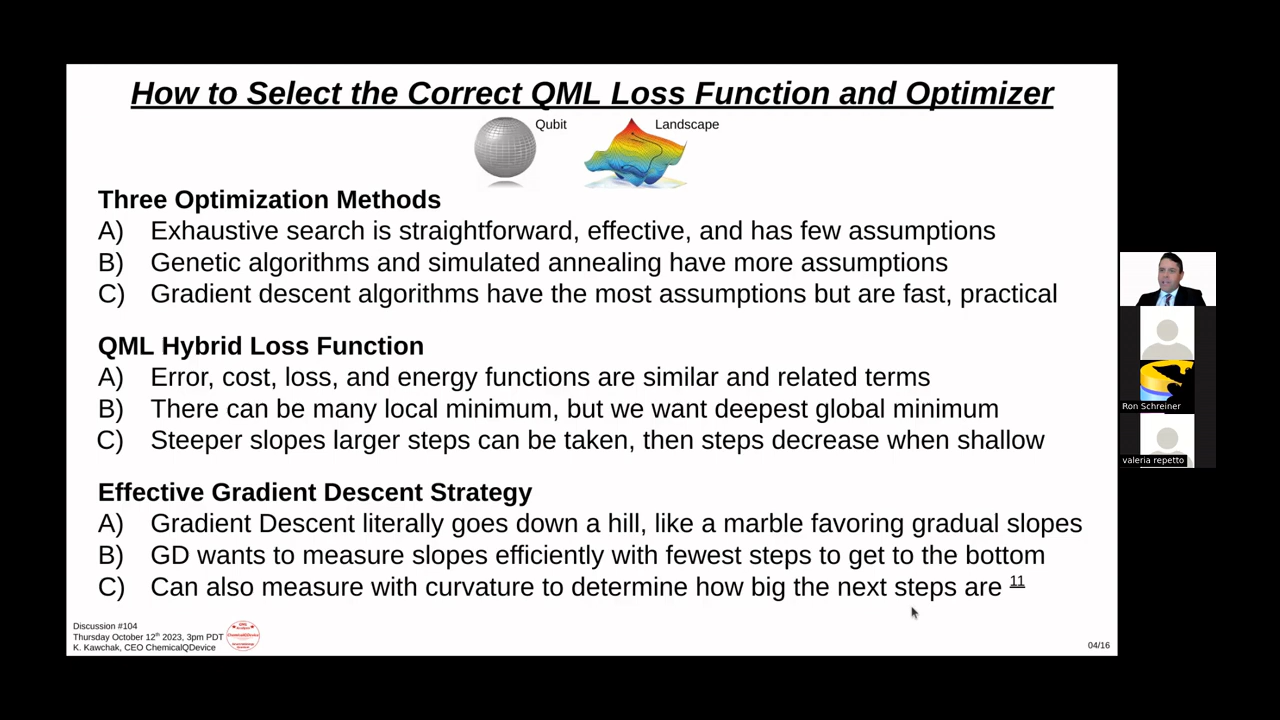 How to Select the Correct QML Loss Function and Optimizer
Qubit
Landscape
Three Optimization Methods
A) Exhaustive search is straightforward, effective, and has few assumptions
B) Genetic algorithms and simulated annealing have more assumptions
C) Gradient descent algorithms have the most assumptions but are fast, practical
QML Hybrid Loss Function
A) Error, cost, loss, and energy functions are similar and related terms
B) There can be many local minimum, but we want deepest global minimum
C) Steeper slopes larger steps can be taken, then steps decrease when shallow
Effective Gradient Descent Strategy
A) Gradient Descent literally goes down a hill, like a marble favoring gradual slopes
B) GD wants to measure slopes efficiently with fewest steps to get to the bottom
C) Can also measure with curvature to determine how big the next steps are 11
Discussion #104
Thursday October 12th 2023, 3pm PDT
K. Kawchak, CEO ChemicalQDevice
ChemicalQDevice
04/16
Ron Schreiner
valeria repetto